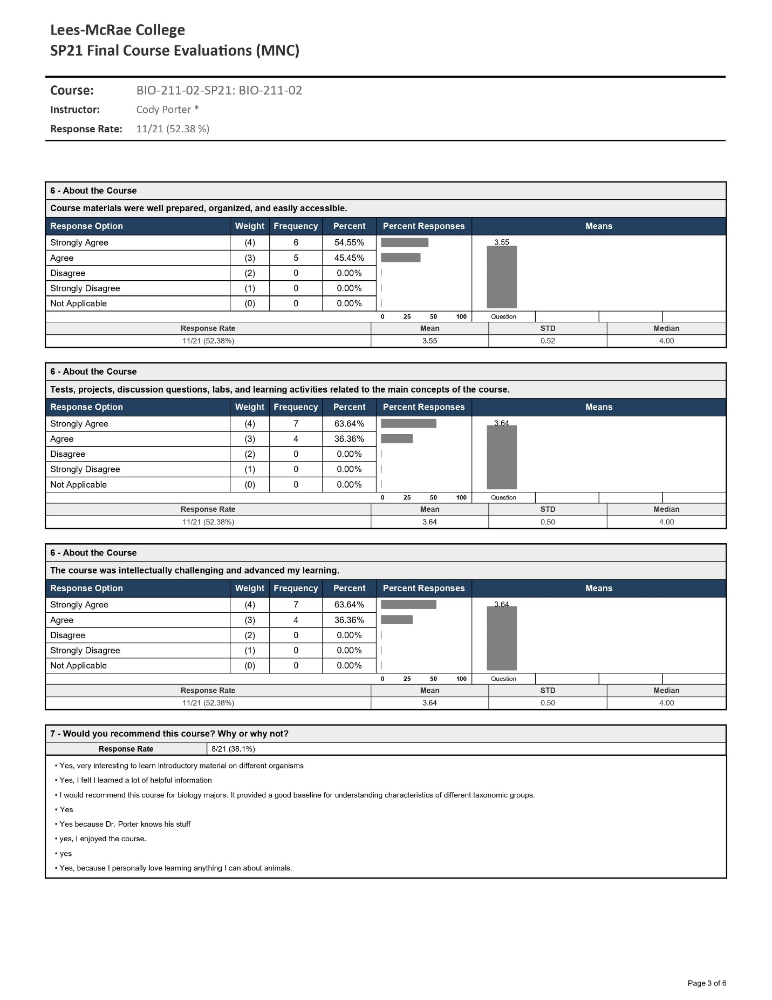 Lees-McRae College
SP21 Final Course Evaluations (MNC)
Course: BIO-211-02-SP21: BIO-211-02
Instructor: Cody Porter *
Response Rate: 11/21 (52.38 %)
6 - About the Course
Course materials were well prepared, organized, and easily accessible.
Response Option Weight Frequency Percent Percent Responses Means
Strongly Agree (4) 6 54.55% 3.55
Agree (3) 5 45.45%
Disagree (2) 0 0.00%
Strongly Disagree (1) 0 0.00%
Not Applicable (0) 0 0.00%
0 25 50 100 Question
Response Rate Mean STD Median
11/21 (52.38%) 3.55 0.52 4.00
6 - About the Course
Tests, projects, discussion questions, labs, and learning activities related to the main concepts of the course.
Response Option Weight Frequency Percent Percent Responses Means
Strongly Agree (4) 7 63.64% 3.64
Agree (3) 4 36.36%
Disagree (2) 0 0.00%
Strongly Disagree (1) 0 0.00%
Not Applicable (0) 0 0.00%
0 25 50 100 Question
Response Rate Mean STD Median
11/21 (52.38%) 3.64 0.50 4.00
6 - About the Course
The course was intellectually challenging and advanced my learning.
Response Option Weight Frequency Percent Percent Responses Means
Strongly Agree (4) 7 63.64% 3.64
Agree (3) 4 36.36%
Disagree (2) 0 0.00%
Strongly Disagree (1) 0 0.00%
Not Applicable (0) 0 0.00%
0 25 50 100 Question
Response Rate Mean STD Median
11/21 (52.38%) 3.64 0.50 4.00
7 - Would you recommend this course? Why or why not?
Response Rate 8/21 (38.1%)
• Yes, very interesting to learn introductory material on different organisms
• Yes, I felt I learned a lot of helpful information
• I would recommend this course for biology majors. It provided a good baseline for understanding characteristics of different taxonomic groups.
• Yes
• Yes because Dr. Porter knows his stuff
• yes, I enjoyed the course.
• yes
• Yes, because I personally love learning anything I can about animals.
Page 3 of 6